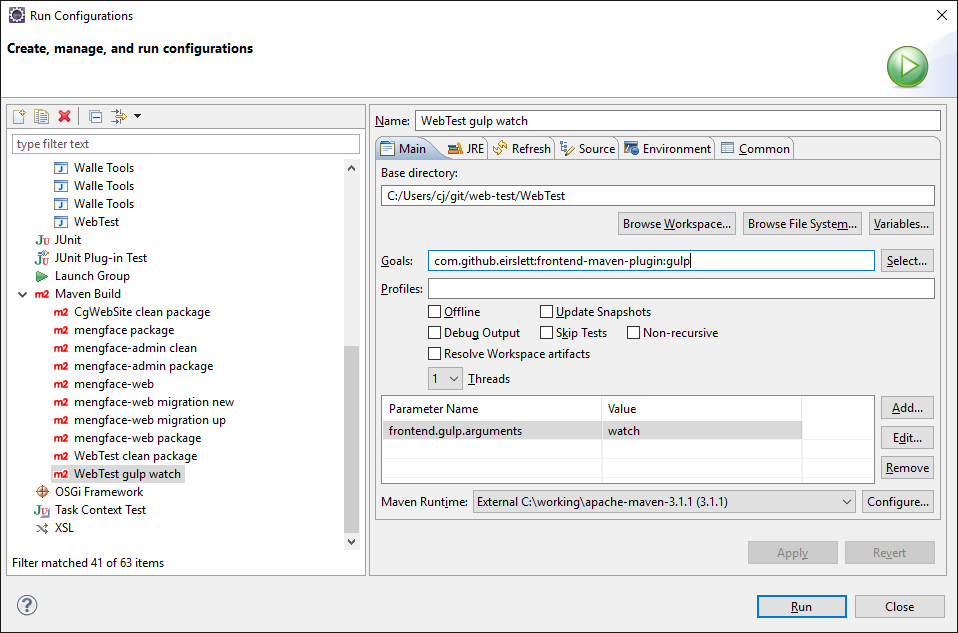 Run Configurations
Create, manage, and run configurations
type filter text
Walle Tools
Walle Tools
Walle Tools
WebTest
JUnit
JUnit Plug-in Test
Launch Group
Maven Build
CgWebSite clean package
mengface package
mengface-admin clean
mengface-admin package
mengface-web
mengface-web migration new
mengface-web migration up
mengface-web package
WebTest clean package
WebTest gulp watch
OSGi Framework
Task Context Test
XSL
Filter matched 41 of 63 items
Name: WebTest gulp watch
Main JRE Refresh Source Environment Common
Base directory:
C:/Users/cj/git/web-test/WebTest
Browse Workspace... Browse File System... Variables...
Goals: com.github.eirslett:frontend-maven-plugin:gulp Select...
Profiles:
Offline Update Snapshots
Debug Output Skip Tests Non-recursive
Resolve Workspace artifacts
1 Threads
Parameter Name Value Add...
frontend.gulp.arguments watch
Edit...
Remove
Maven Runtime: External C:\working\apache-maven-3.1.1 (3.1.1) Configure...
Apply Revert
? Run Close